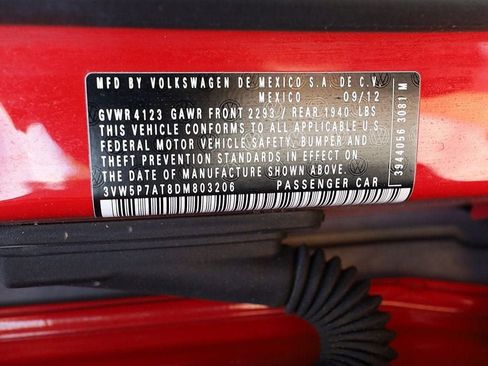 MFD BY VOLKSWAGEN DE MEXICO S.A. DE C.V.
MEXICO 09/12
GVWR 4123 GAWR FRONT 2293 / REAR 1940 LBS
THIS VEHICLE CONFORMS TO ALL APPLICABLE
FEDERAL MOTOR VEHICLE SAFETY, BUMPER AND
THEFT PREVENTION STANDARDS IN EFFECT ON
THE DATE OF MANUFACTURE SHOWN ABOVE.
3VW5P7AT8DM803206 PASSENGER CAR
3944056 3081 M